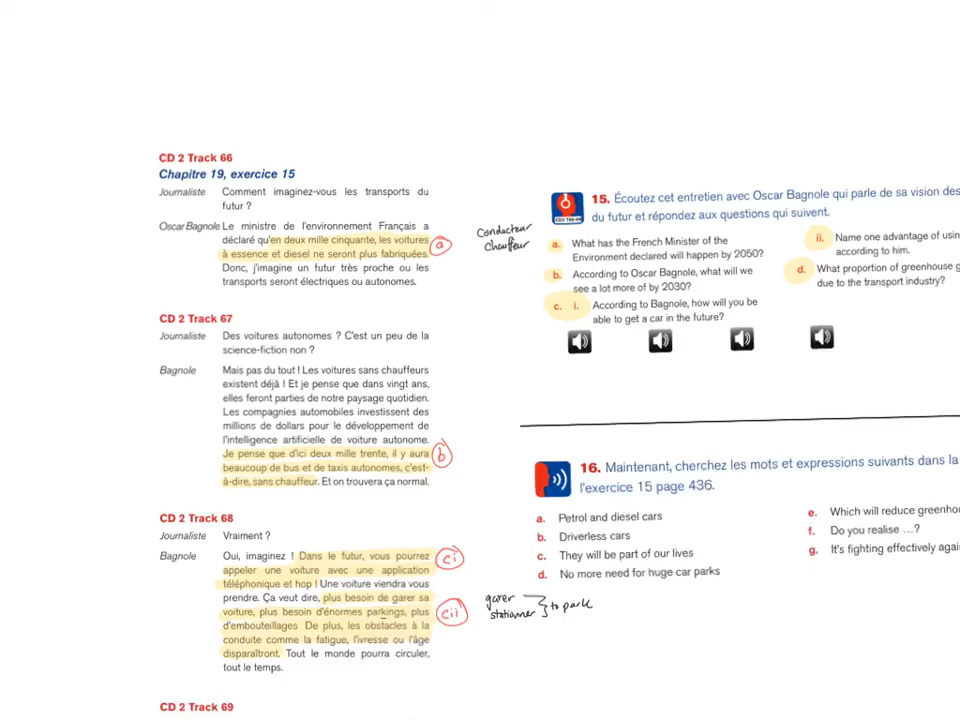 CD 2 Track 66
Chapitre 19, exercice 15
Journaliste Comment imaginez-vous les transports du
futur ?
Oscar Bagnole Le ministre de l'environnement Français a
déclaré qu'en deux mille cinquante, les voitures
à essence et diesel ne seront plus fabriquées.
Donc, j'imagine un futur très proche ou les
transports seront électriques ou autonomes.
a
CD 2 Track 67
Journaliste Des voitures autonomes ? C'est un peu de la
science-fiction non ?
Bagnole Mais pas du tout ! Les voitures sans chauffeurs
existent déjà ! Et je pense que dans vingt ans,
elles feront parties de notre paysage quotidien.
Les compagnies automobiles investissent des
millions de dollars pour le développement de
l'intelligence artificielle de voiture autonome.
Je pense que d'ici deux mille trente, il y aura
beaucoup de bus et de taxis autonomes, c'est-
à-dire, sans chauffeur. Et on trouvera ça normal.
b
CD 2 Track 68
Journaliste Vraiment ?
Bagnole Oui, imaginez ! Dans le futur, vous pourrez
appeler une voiture avec une application
téléphonique et hop ! Une voiture viendra vous
prendre. Ça veut dire, plus besoin de garer sa
voiture, plus besoin d'énormes parkings, plus
d'embouteillages De plus, les obstacles à la
conduite comme la fatigue, l'ivresse ou l'âge
disparaîtront. Tout le monde pourra circuler,
tout le temps.
ci
cii
CD 2 Track 69
conducteur
chauffeur
15. Écoutez cet entretien avec Oscar Bagnole qui parle de sa vision des
du futur et répondez aux questions qui suivent.
a. What has the French Minister of the
Environment declared will happen by 2050?
b. According to Oscar Bagnole, what will we
see a lot more of by 2030?
c. i. According to Bagnole, how will you be
able to get a car in the future?
ii. Name one advantage of usin
according to him.
d. What proportion of greenhouse g
due to the transport industry?
16. Maintenant, cherchez les mots et expressions suivants dans la
l'exercice 15 page 436.
a. Petrol and diesel cars
b. Driverless cars
c. They will be part of our lives
d. No more need for huge car parks
e. Which will reduce greenho
f. Do you realise ...?
g. It's fighting effectively agai
garer
stationner } to park